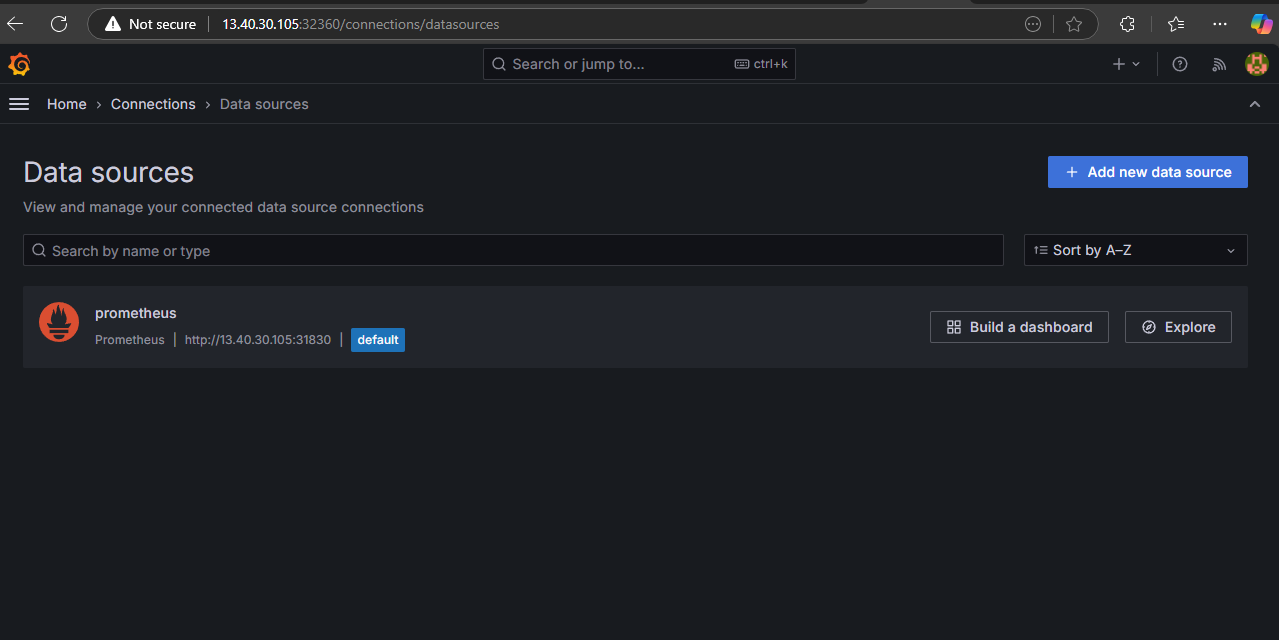 Not secure 13.40.30.105:32360/connections/datasources
Search or jump to... ctrl+k
Home › Connections › Data sources
Data sources
Add new data source
View and manage your connected data source connections
Search by name or type
Sort by A–Z
prometheus
Prometheus | http://13.40.30.105:31830 | default
Build a dashboard
Explore